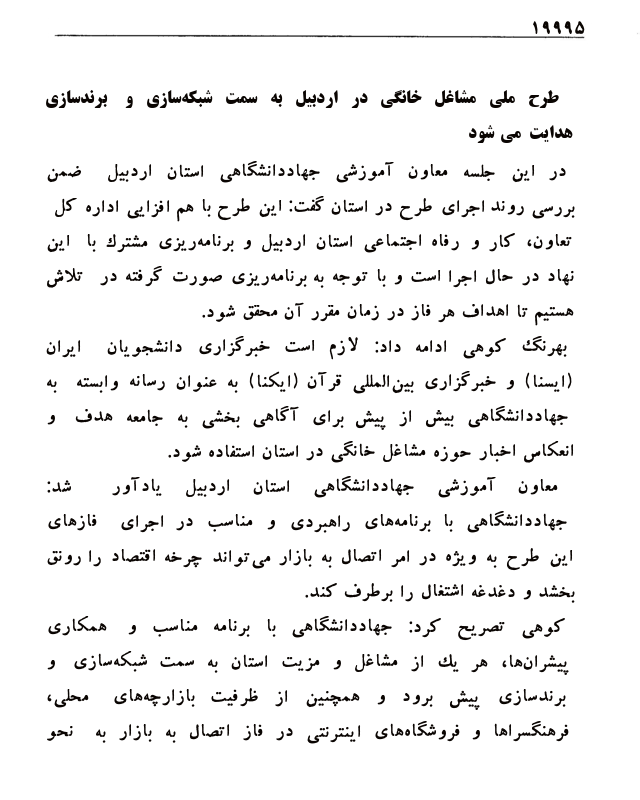 ۱۹۹۹۵
طرح ملی مشاغل خانگی در اردبیل به سمت شبکه‌سازی و برندسازی
هدایت می شود
در این جلسه معاون آموزشی جهاددانشگاهی استان اردبیل ضمن
بررسی روند اجرای طرح در استان گفت: این طرح با هم افزایی اداره کل
تعاون، کار و رفاه اجتماعی استان اردبیل و برنامه‌ریزی مشترك با این
نهاد در حال اجرا است و با توجه به برنامه‌ریزی صورت گرفته در تلاش
هستیم تا اهداف هر فاز در زمان مقرر آن محقق شود.
بهرنگ کوهی ادامه داد: لازم است خبرگزاری دانشجویان ایران
(ایسنا) و خبرگزاری بین‌المللی قرآن (ایکنا) به عنوان رسانه وابسته به
جهاددانشگاهی بیش از پیش برای آگاهی بخشی به جامعه هدف و
انعکاس اخبار حوزه مشاغل خانگی در استان استفاده شود.
معاون آموزشی جهاددانشگاهی استان اردبیل یادآور شد:
جهاددانشگاهی با برنامه‌های راهبردی و مناسب در اجرای فازهای
این طرح به ویژه در امر اتصال به بازار می‌تواند چرخه اقتصاد را رونق
بخشد و دغدغه اشتغال را برطرف کند.
کوهی تصریح کرد: جهاددانشگاهی با برنامه مناسب و همکاری
پیشران‌ها، هر یك از مشاغل و مزیت استان به سمت شبکه‌سازی و
برندسازی پیش برود و همچنین از ظرفیت بازارچه‌های محلی،
فرهنگسراها و فروشگاه‌های اینترنتی در فاز اتصال به بازار به نحو